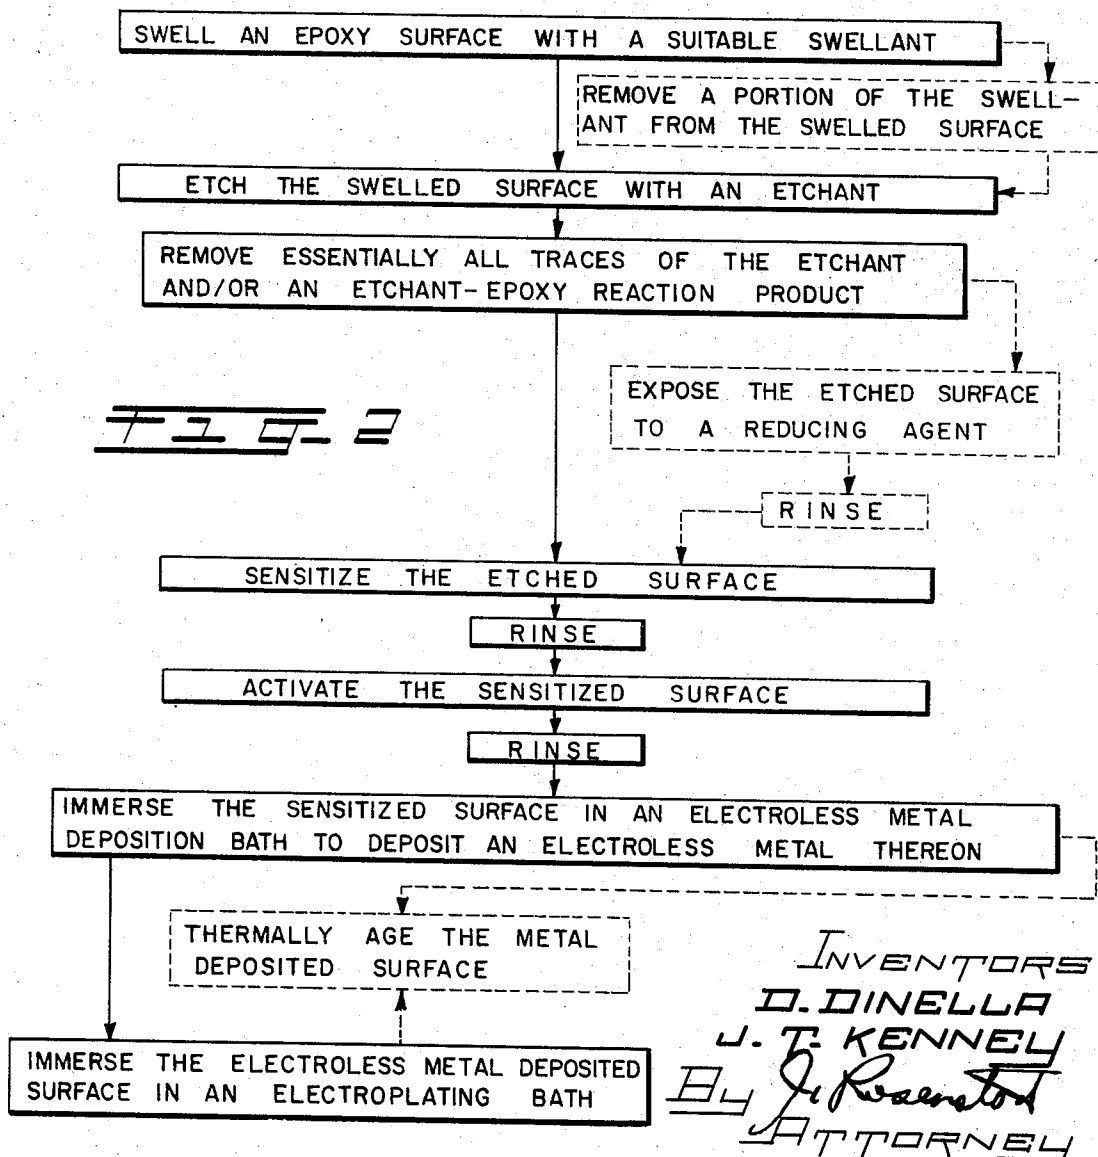 SWELL AN EPOXY SURFACE WITH A SUITABLE SWELLANT
REMOVE A PORTION OF THE SWELL-
ANT FROM THE SWELLED SURFACE
ETCH THE SWELLED SURFACE WITH AN ETCHANT
REMOVE ESSENTIALLY ALL TRACES OF THE ETCHANT
AND/OR AN ETCHANT-EPOXY REACTION PRODUCT
EXPOSE THE ETCHED SURFACE
TO A REDUCING AGENT
FIG. 2
RINSE
SENSITIZE THE ETCHED SURFACE
RINSE
ACTIVATE THE SENSITIZED SURFACE
RINSE
IMMERSE THE SENSITIZED SURFACE IN AN ELECTROLESS METAL
DEPOSITION BATH TO DEPOSIT AN ELECTROLESS METAL THEREON
THERMALLY AGE THE METAL
DEPOSITED SURFACE
IMMERSE THE ELECTROLESS METAL DEPOSITED
SURFACE IN AN ELECTROPLATING BATH
INVENTORS
D. DINELLA
J. T. KENNEY
By
ATTORNEY